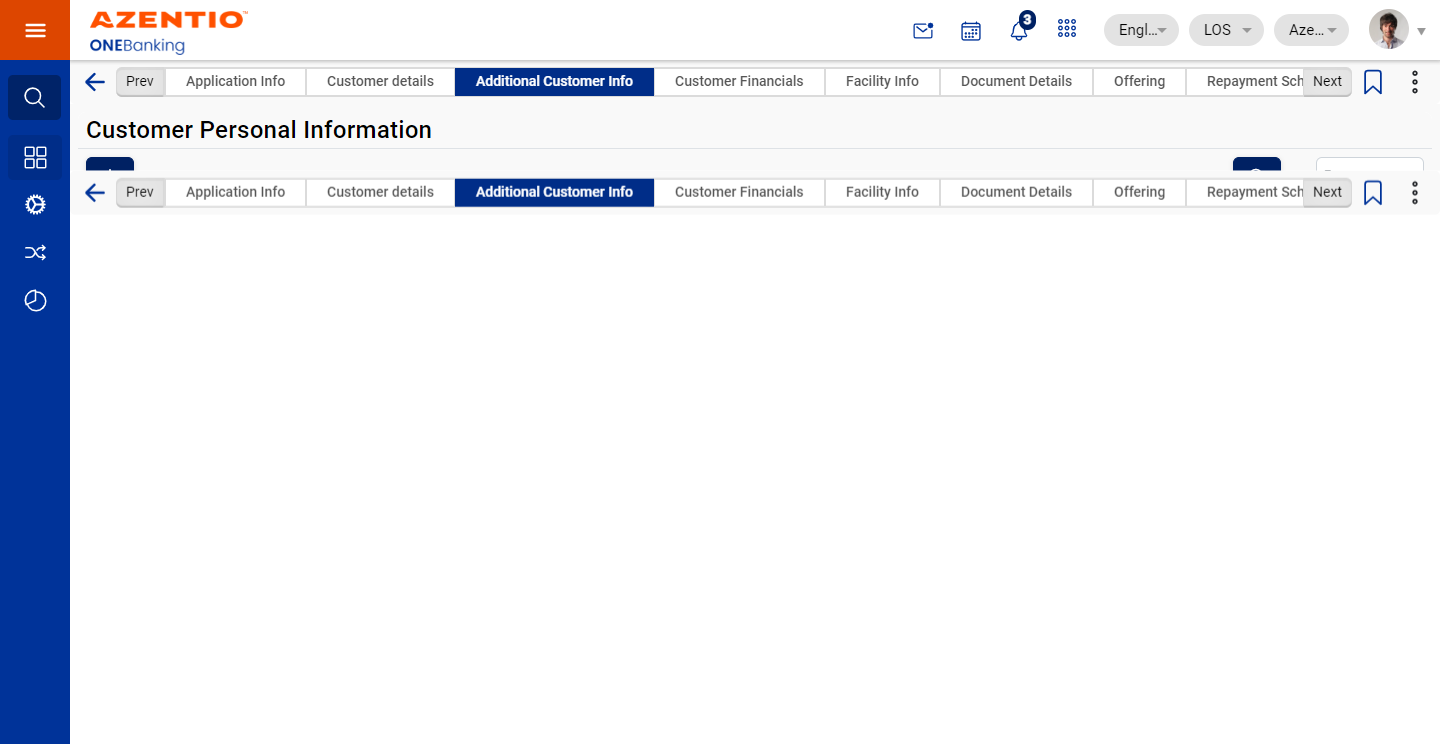 AZENTIO™
ONEBanking
3
Engl...
LOS
Aze...
Prev
Application Info
Customer details
Additional Customer Info
Customer Financials
Facility Info
Document Details
Offering
Repayment Sch
Next
Customer Personal Information
Prev
Application Info
Customer details
Additional Customer Info
Customer Financials
Facility Info
Document Details
Offering
Repayment Sch
Next